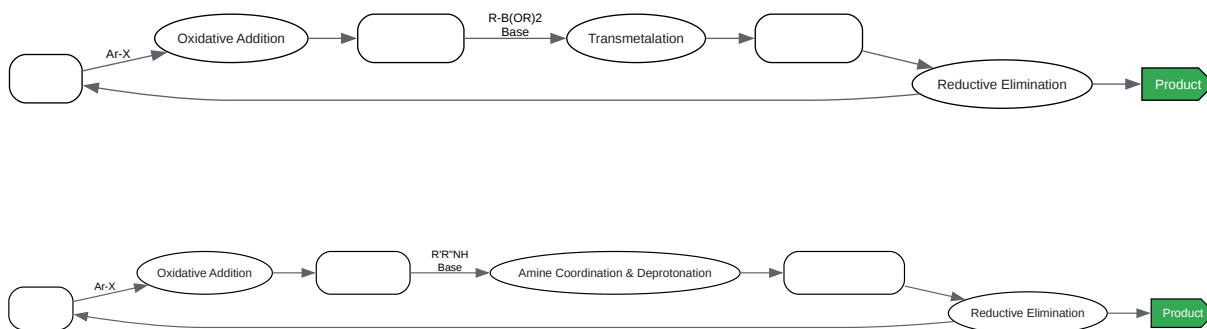 Ar-X
Oxidative Addition
R-B(OR)2
Base
Transmetalation
Reductive Elimination
Product
Ar-X
Oxidative Addition
R'R"NH
Base
Amine Coordination & Deprotonation
Reductive Elimination
Product